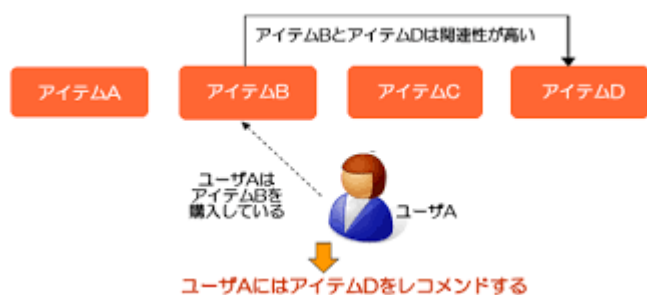 アイテムBとアイテムDは関連性が高い
アイテムA
アイテムB
アイテムC
アイテムD
ユーザAは
アイテムBを
購入している
ユーザA
ユーザAにはアイテムDをレコメンドする